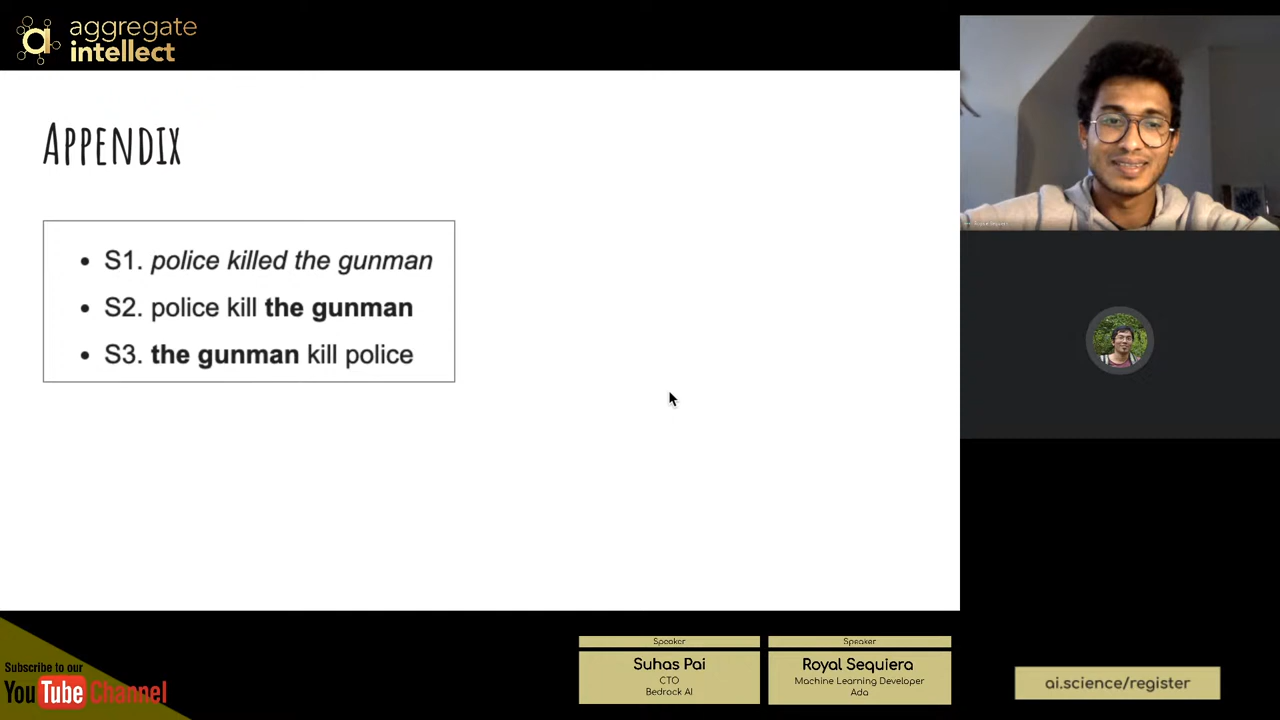 aggregate
intellect
APPENDIX
• S1. police killed the gunman
• S2. police kill the gunman
• S3. the gunman kill police
Speaker
Suhas Pai
CTO
Bedrock AI
Speaker
Royal Sequiera
Machine Learning Developer
Ada
Subscribe to our
YouTube Channel
ai.science/register